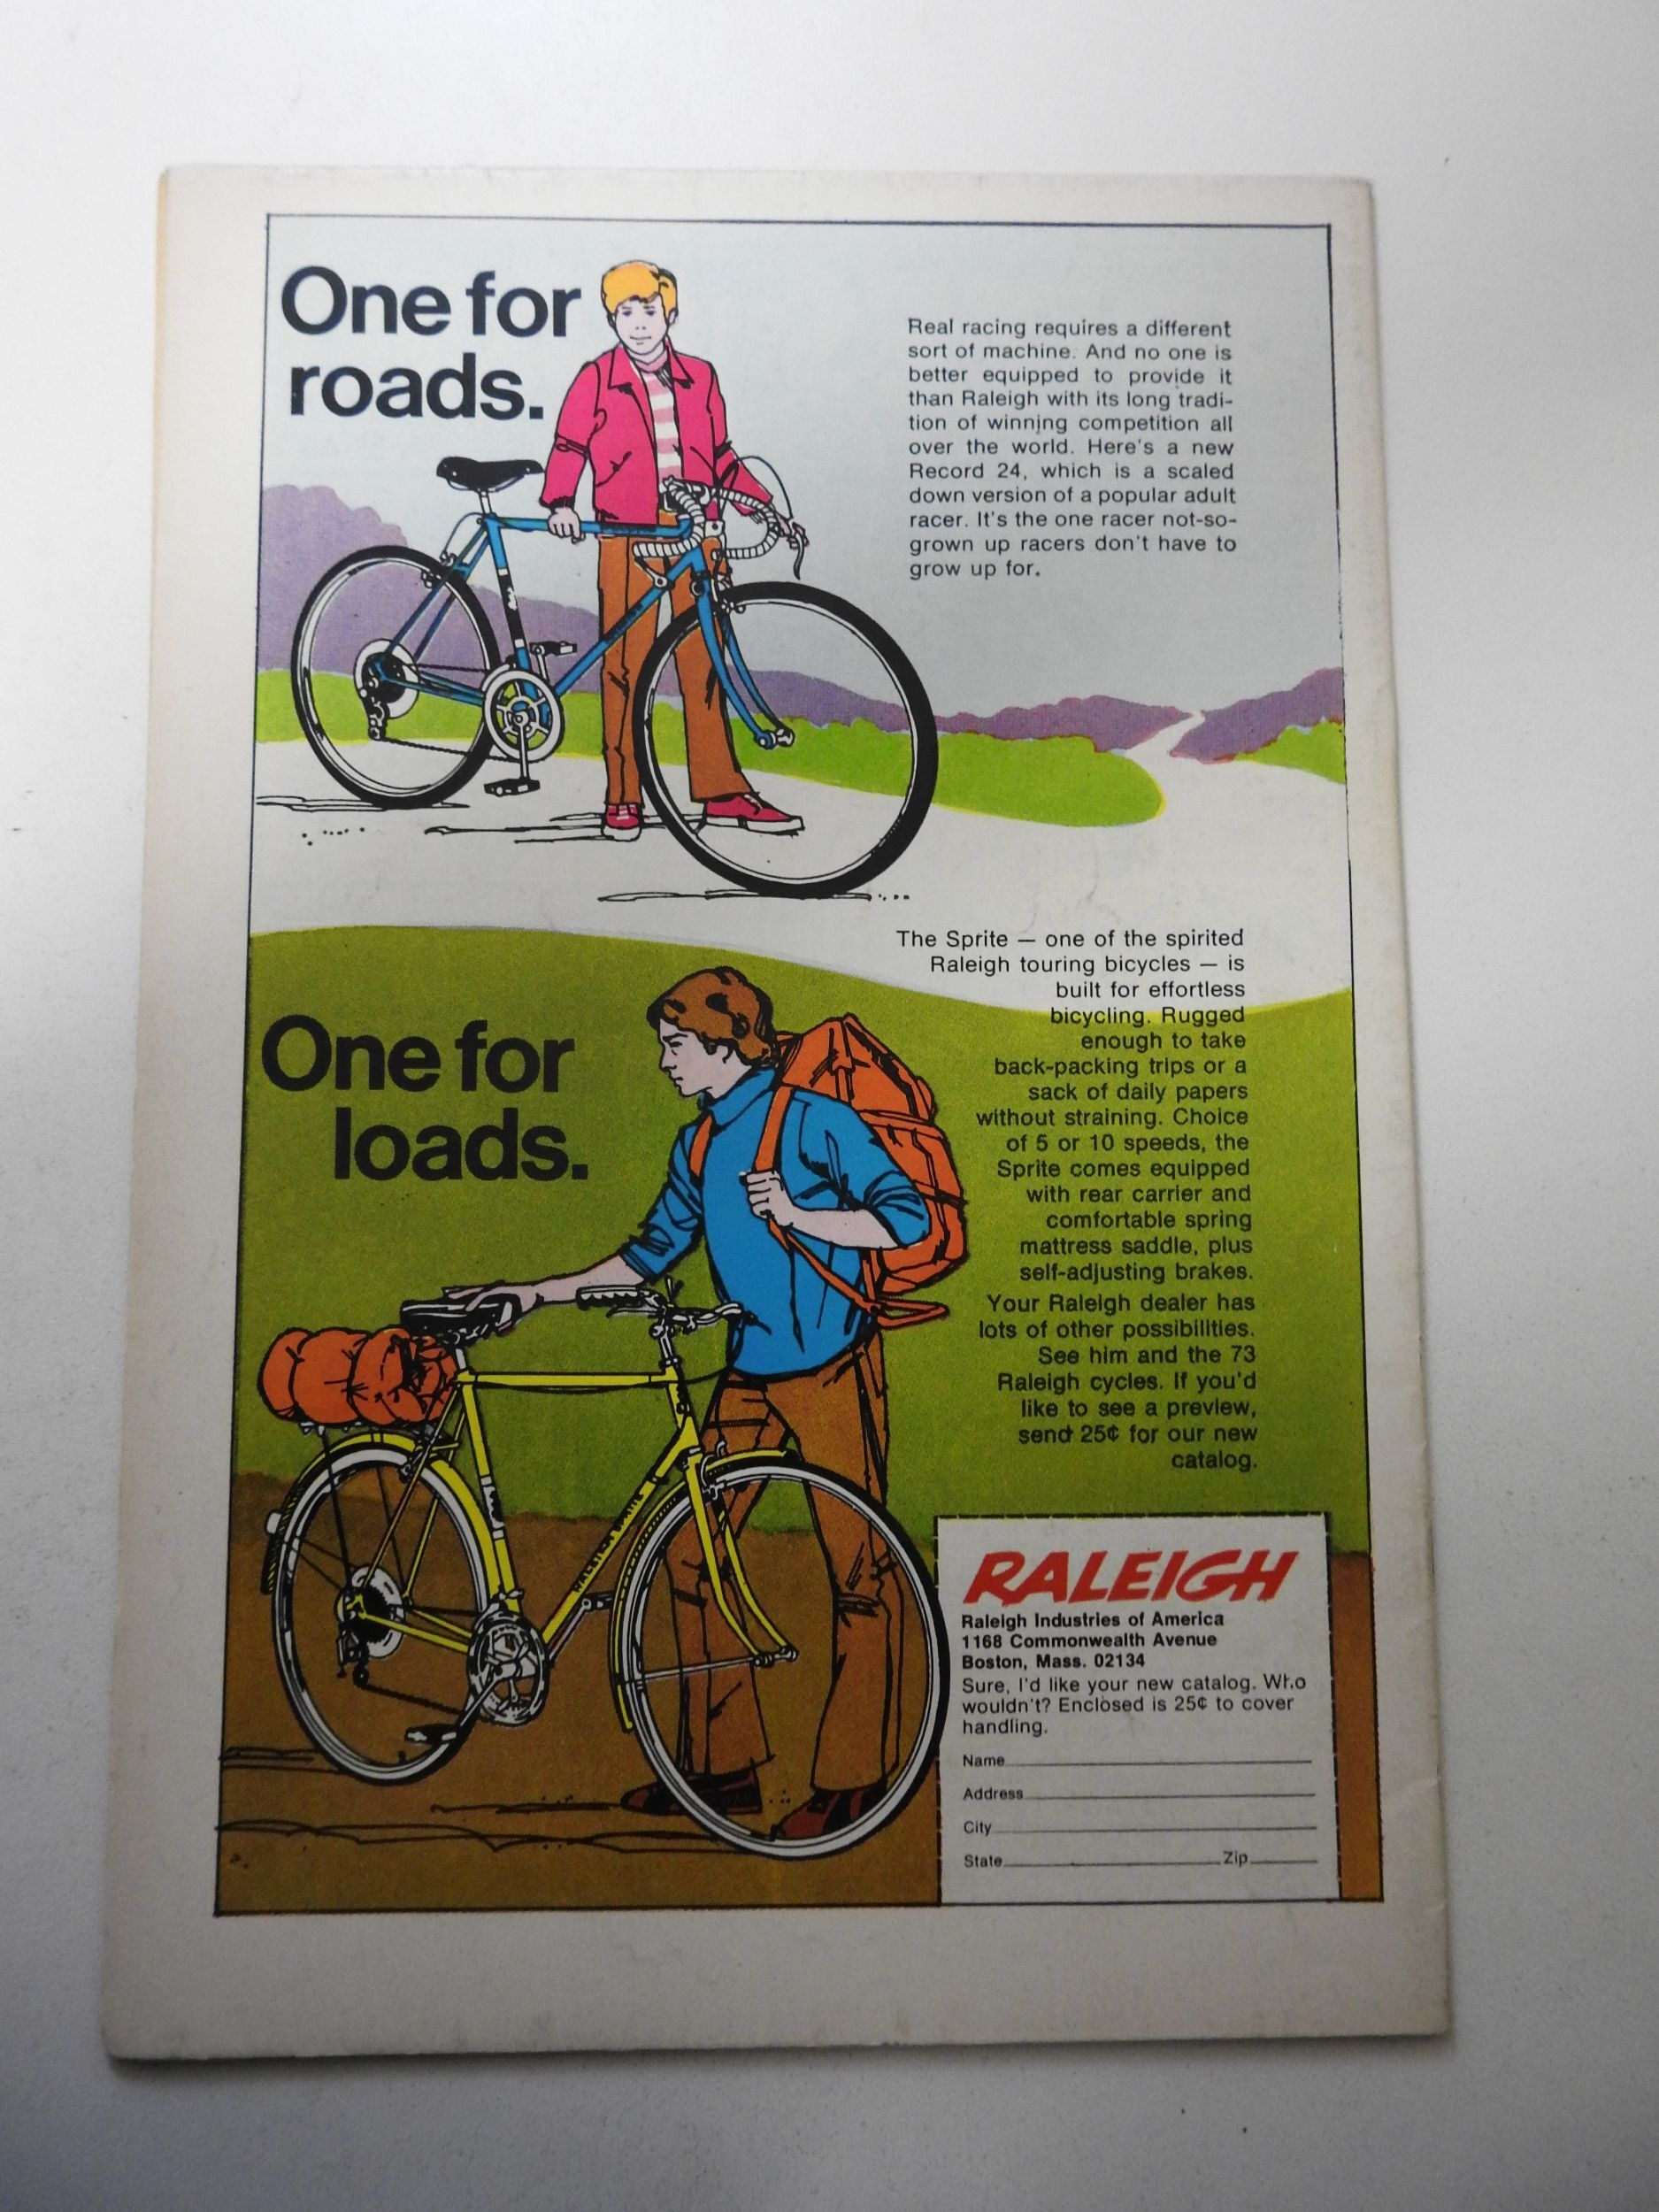 One for
roads.
Real racing requires a different
sort of machine. And no one is
better equipped to provide it
than Raleigh with its long tradi-
tion of winning competition all
over the world. Here's a new
Record 24, which is a scaled
down version of a popular adult
racer. It's the one racer not-so-
grown up racers don't have to
grow up for.
One for
loads.
The Sprite — one of the spirited
Raleigh touring bicycles — is
built for effortless
bicycling. Rugged
enough to take
back-packing trips or a
sack of daily papers
without straining. Choice
of 5 or 10 speeds, the
Sprite comes equipped
with rear carrier and
comfortable spring
mattress saddle, plus
self-adjusting brakes.
Your Raleigh dealer has
lots of other possibilities.
See him and the 73
Raleigh cycles. If you'd
like to see a preview,
send 25¢ for our new
catalog.
RALEIGH SPRITE
RALEIGH
Raleigh Industries of America
1168 Commonwealth Avenue
Boston, Mass. 02134
Sure, I'd like your new catalog. Who
wouldn't? Enclosed is 25¢ to cover
handling.
Name
Address
City
State Zip